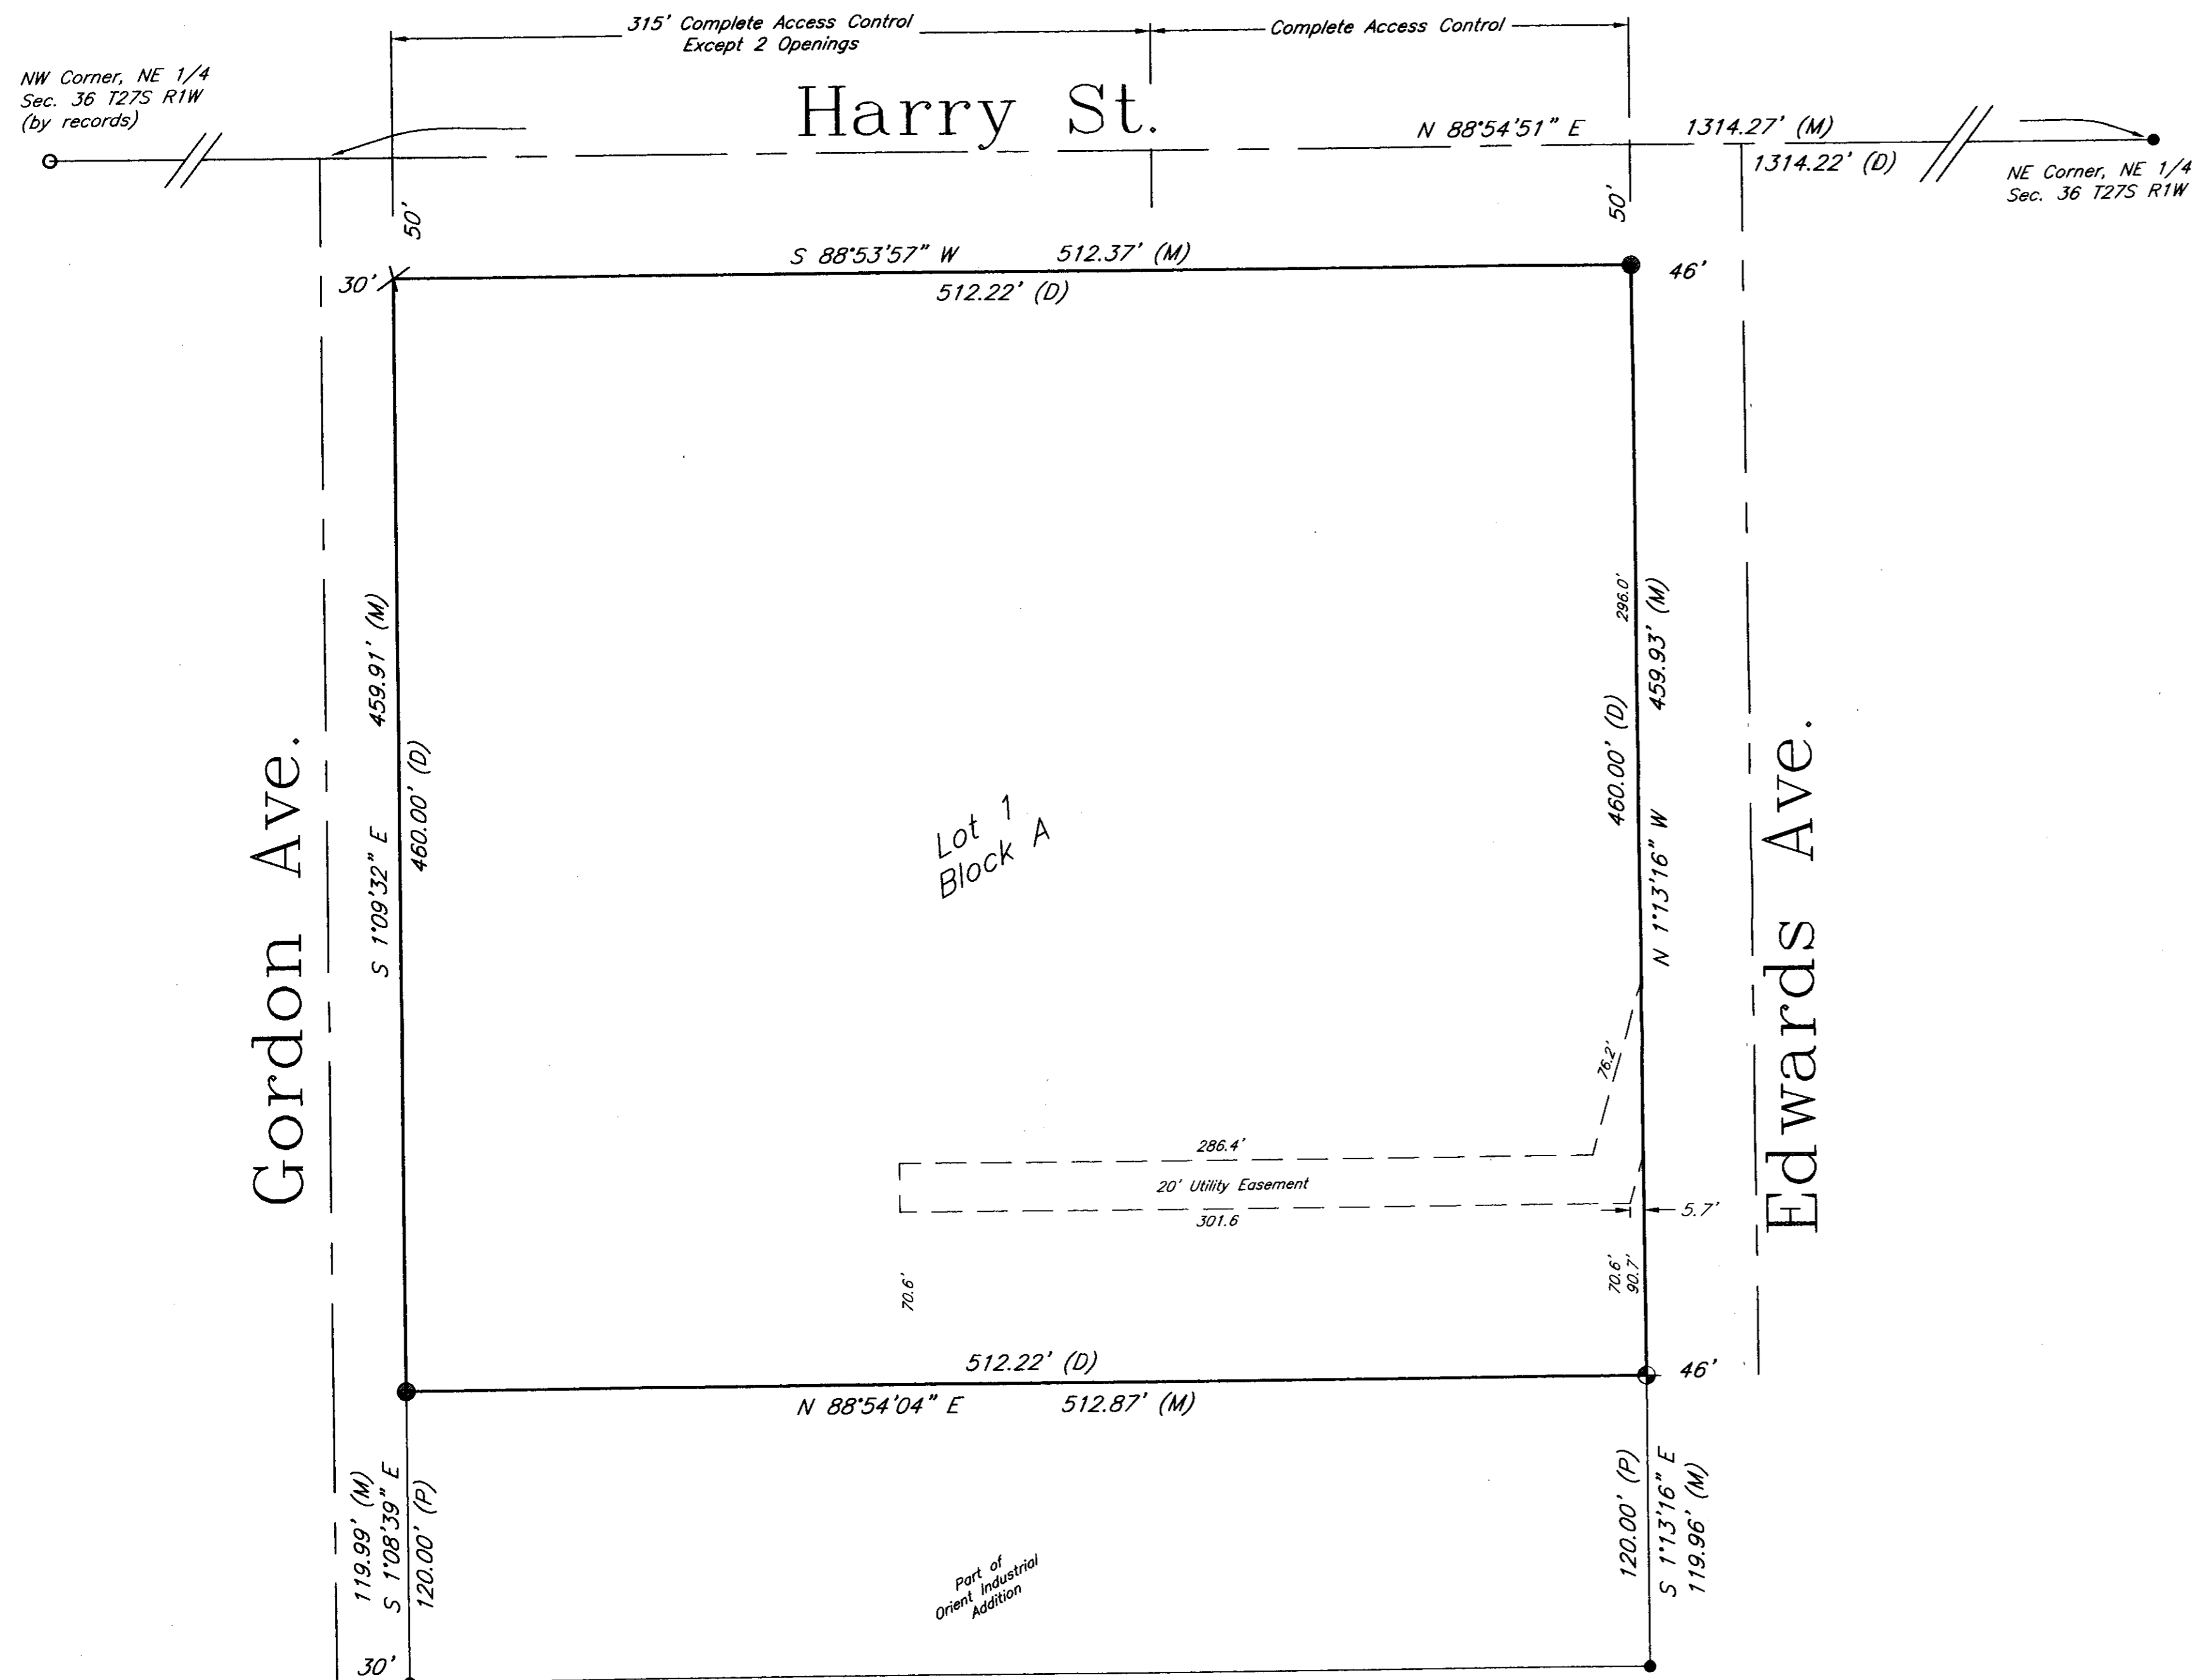 315' Complete Access Control
Except 2 Openings
Complete Access Control
NW Corner, NE 1/4
Sec. 36 T27S R1W
(by records)
Harry St.
N 88°54'51" E
1314.27' (M)
1314.22' (D)
NE Corner, NE 1/4
Sec. 36 T27S R1W
50'
50'
S 88°53'57" W 512.37' (M)
512.22' (D)
30'
46'
Gordon Ave.
S 1°09'32" E 459.91' (M)
460.00' (D)
Lot 1
Block A
296.0'
460.00' (D)
N 1°13'16" W 459.93' (M)
Edwards Ave.
76.2'
286.4'
20' Utility Easement
301.6
5.7'
70.6'
70.6'
90.7'
512.22' (D)
N 88°54'04" E 512.87' (M)
46'
119.99' (M)
S 1°08'39" E
120.00' (P)
120.00' (P)
S 1°13'16" E
119.96' (M)
Part of
Orient Industrial
Addition
30'